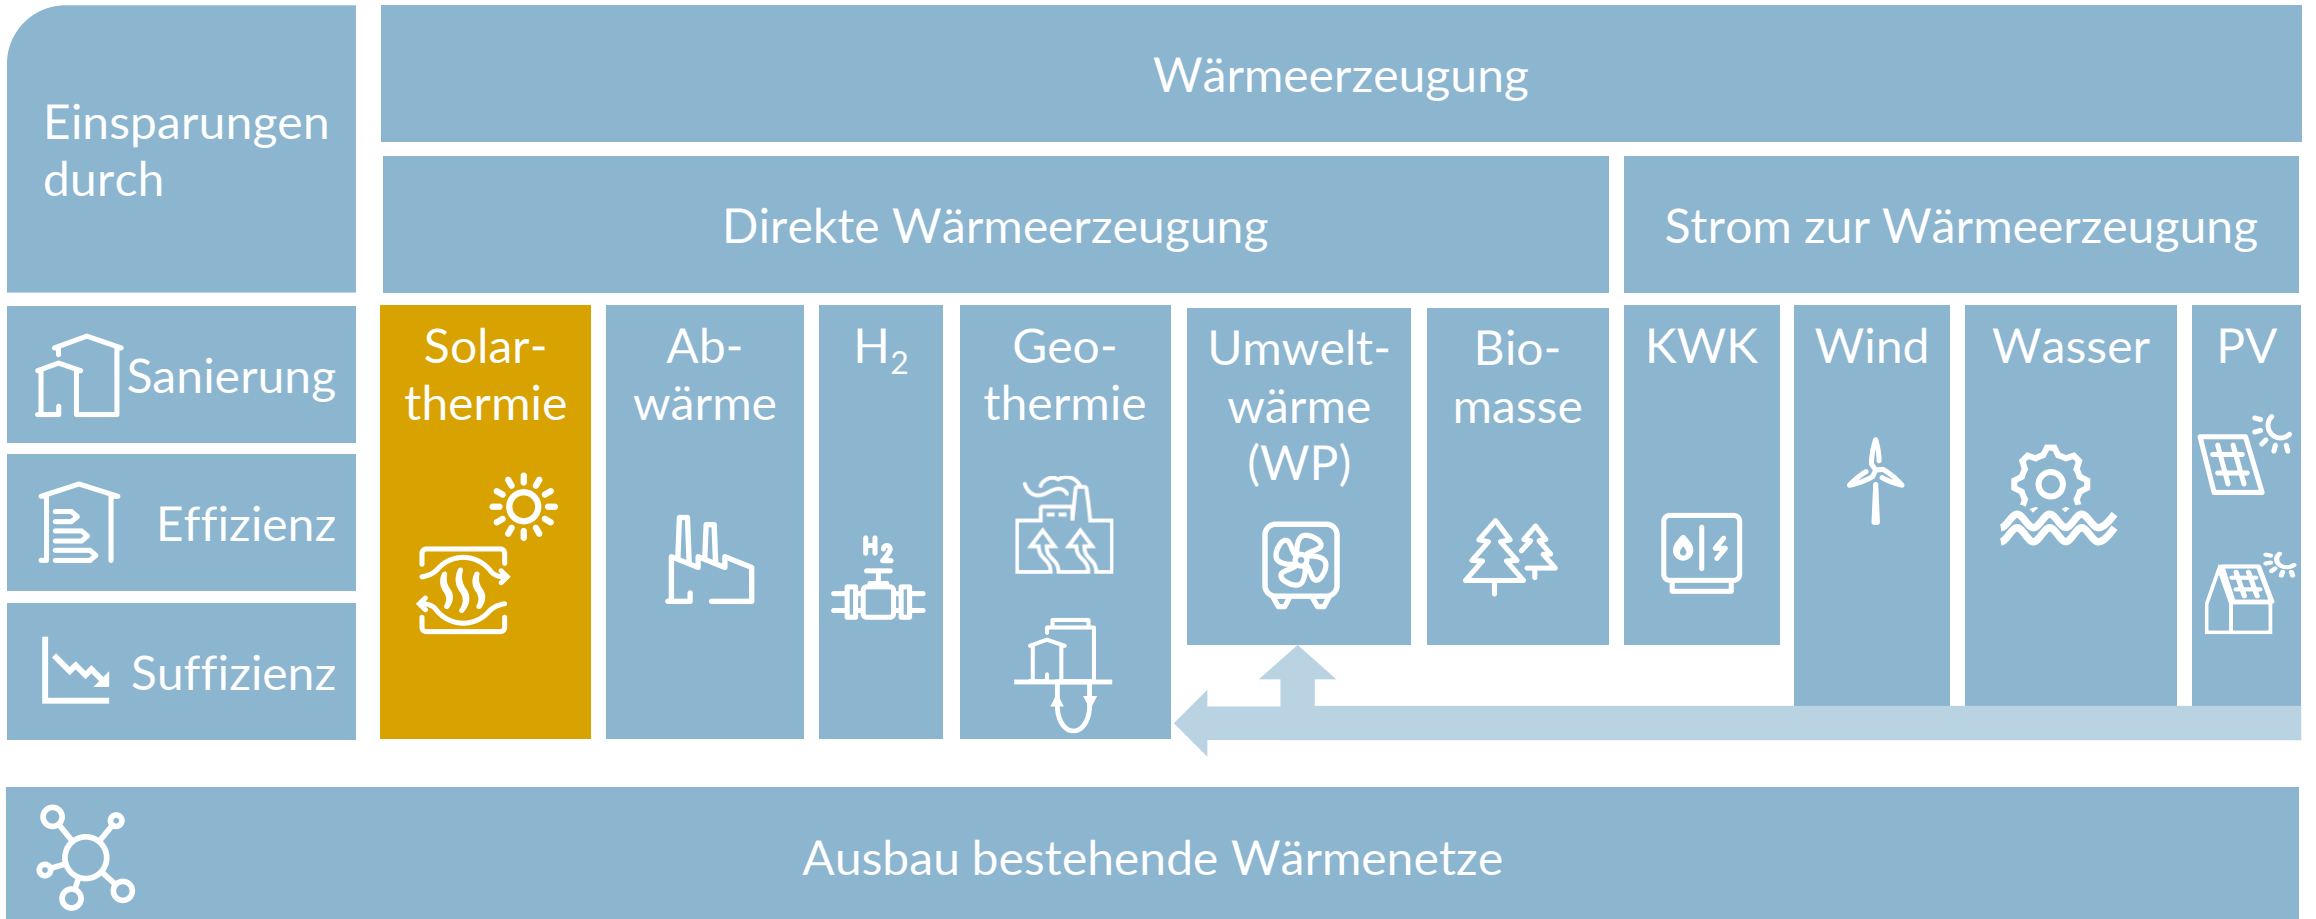 Einsparungen
durch
Wärmeerzeugung
Direkte Wärmeerzeugung
Strom zur Wärmeerzeugung
Sanierung
Effizienz
Suffizienz
Solar-
thermie
Ab-
wärme
H₂
H2
Geo-
thermie
Umwelt-
wärme
(WP)
Bio-
masse
KWK
Wind
Wasser
PV
Ausbau bestehende Wärmenetze